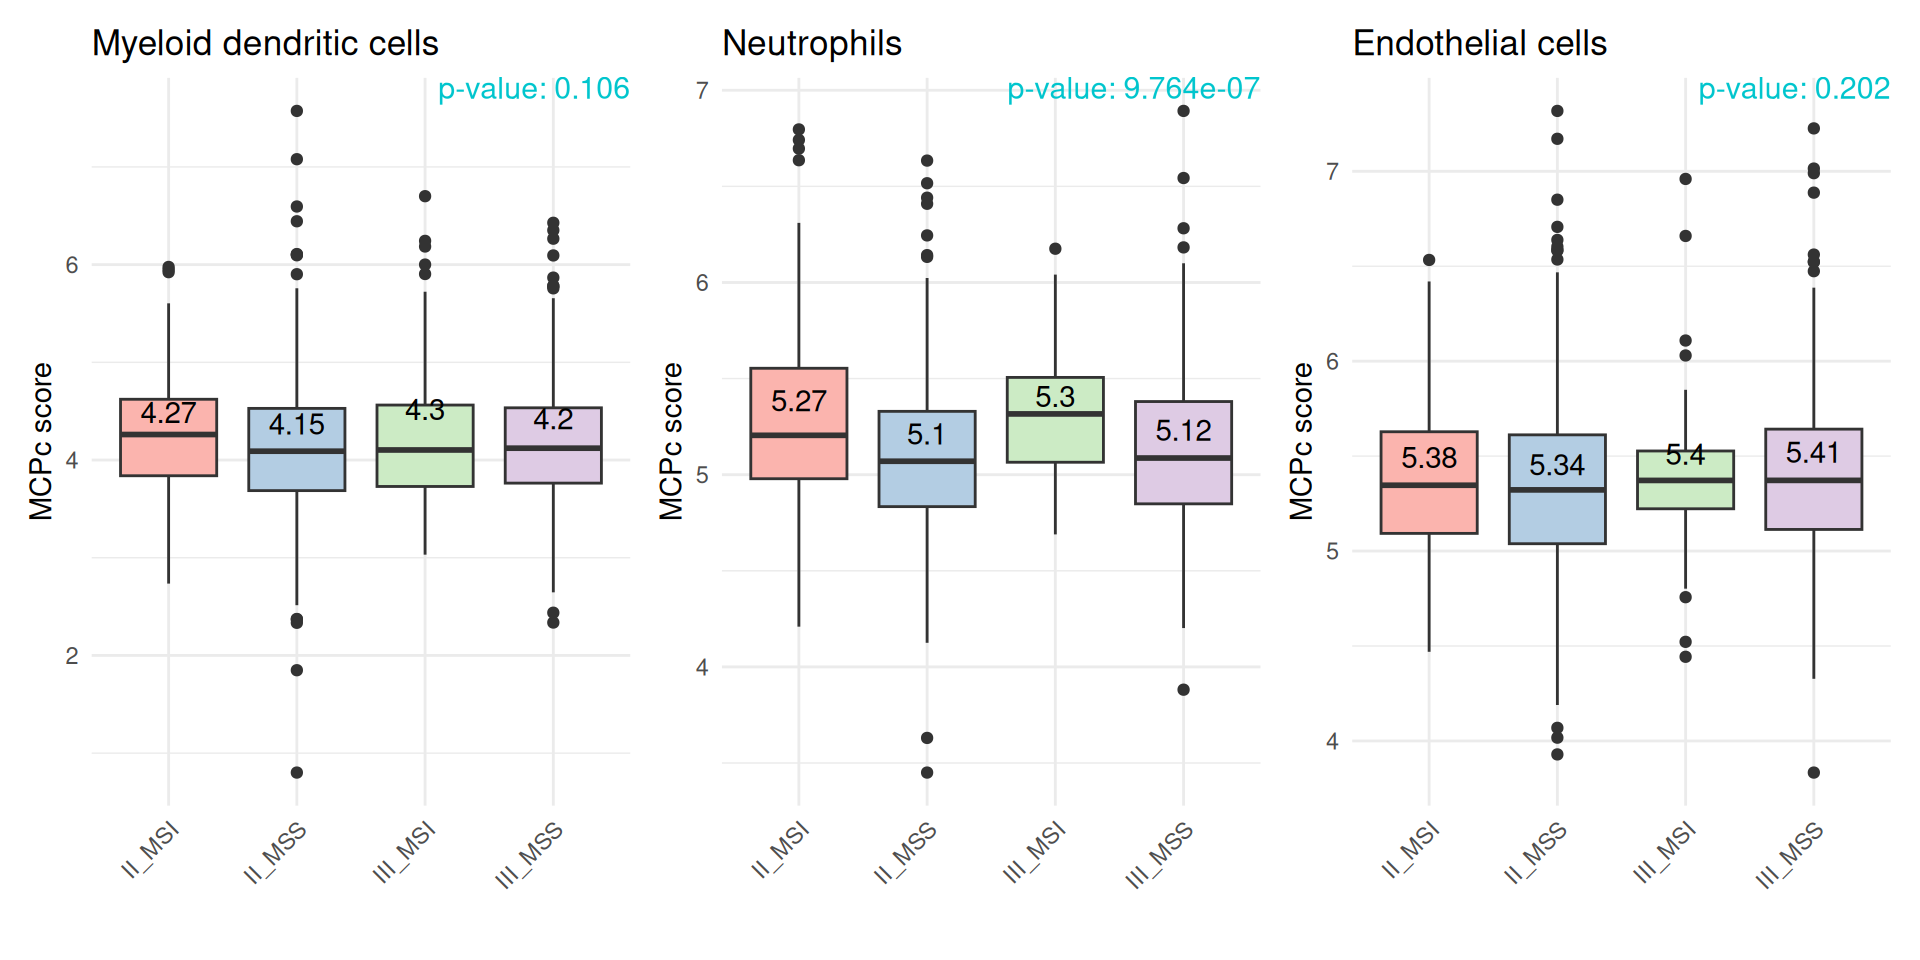 Myeloid dendritic cells
p-value: 0.106
MCPc score
6
4
2
4.27
4.15
4.3
4.2
II_MSI
II_MSS
III_MSI
III_MSS
Neutrophils
p-value: 9.764e-07
MCPc score
7
6
5
4
5.27
5.1
5.3
5.12
II_MSI
II_MSS
III_MSI
III_MSS
Endothelial cells
p-value: 0.202
MCPc score
7
6
5
4
5.38
5.34
5.4
5.41
II_MSI
II_MSS
III_MSI
III_MSS